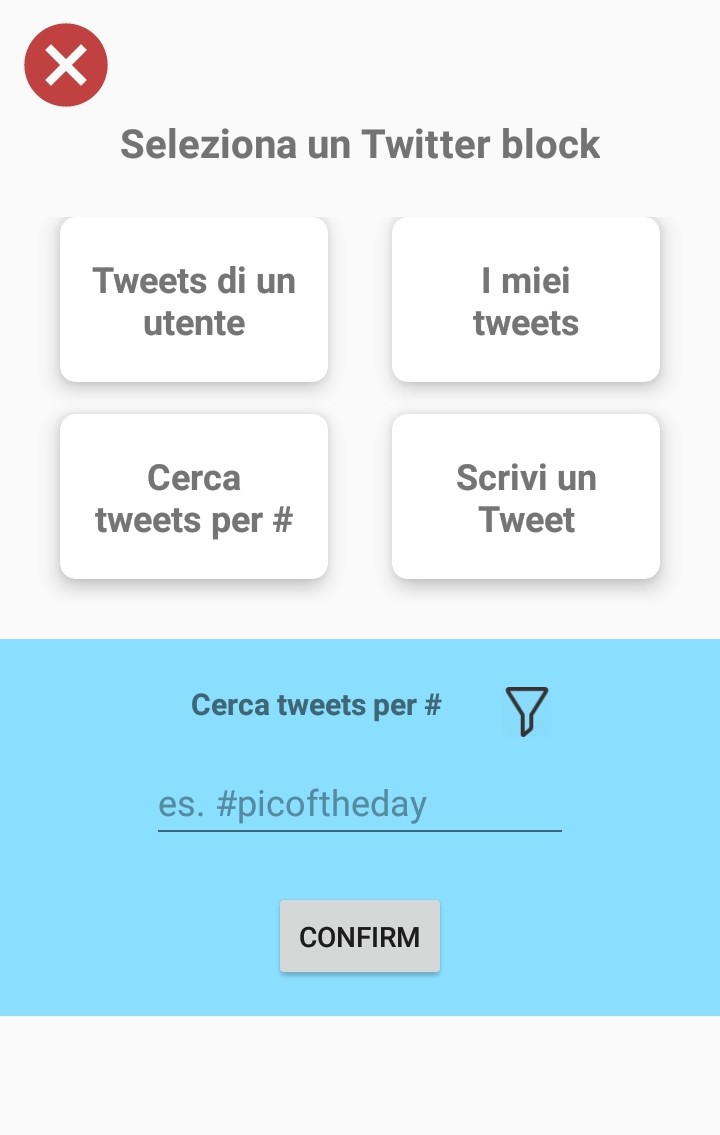 Seleziona un Twitter block
Tweets di un
utente
I miei
tweets
Cerca
tweets per #
Scrivi un
Tweet
Cerca tweets per #
es. #picoftheday
CONFIRM